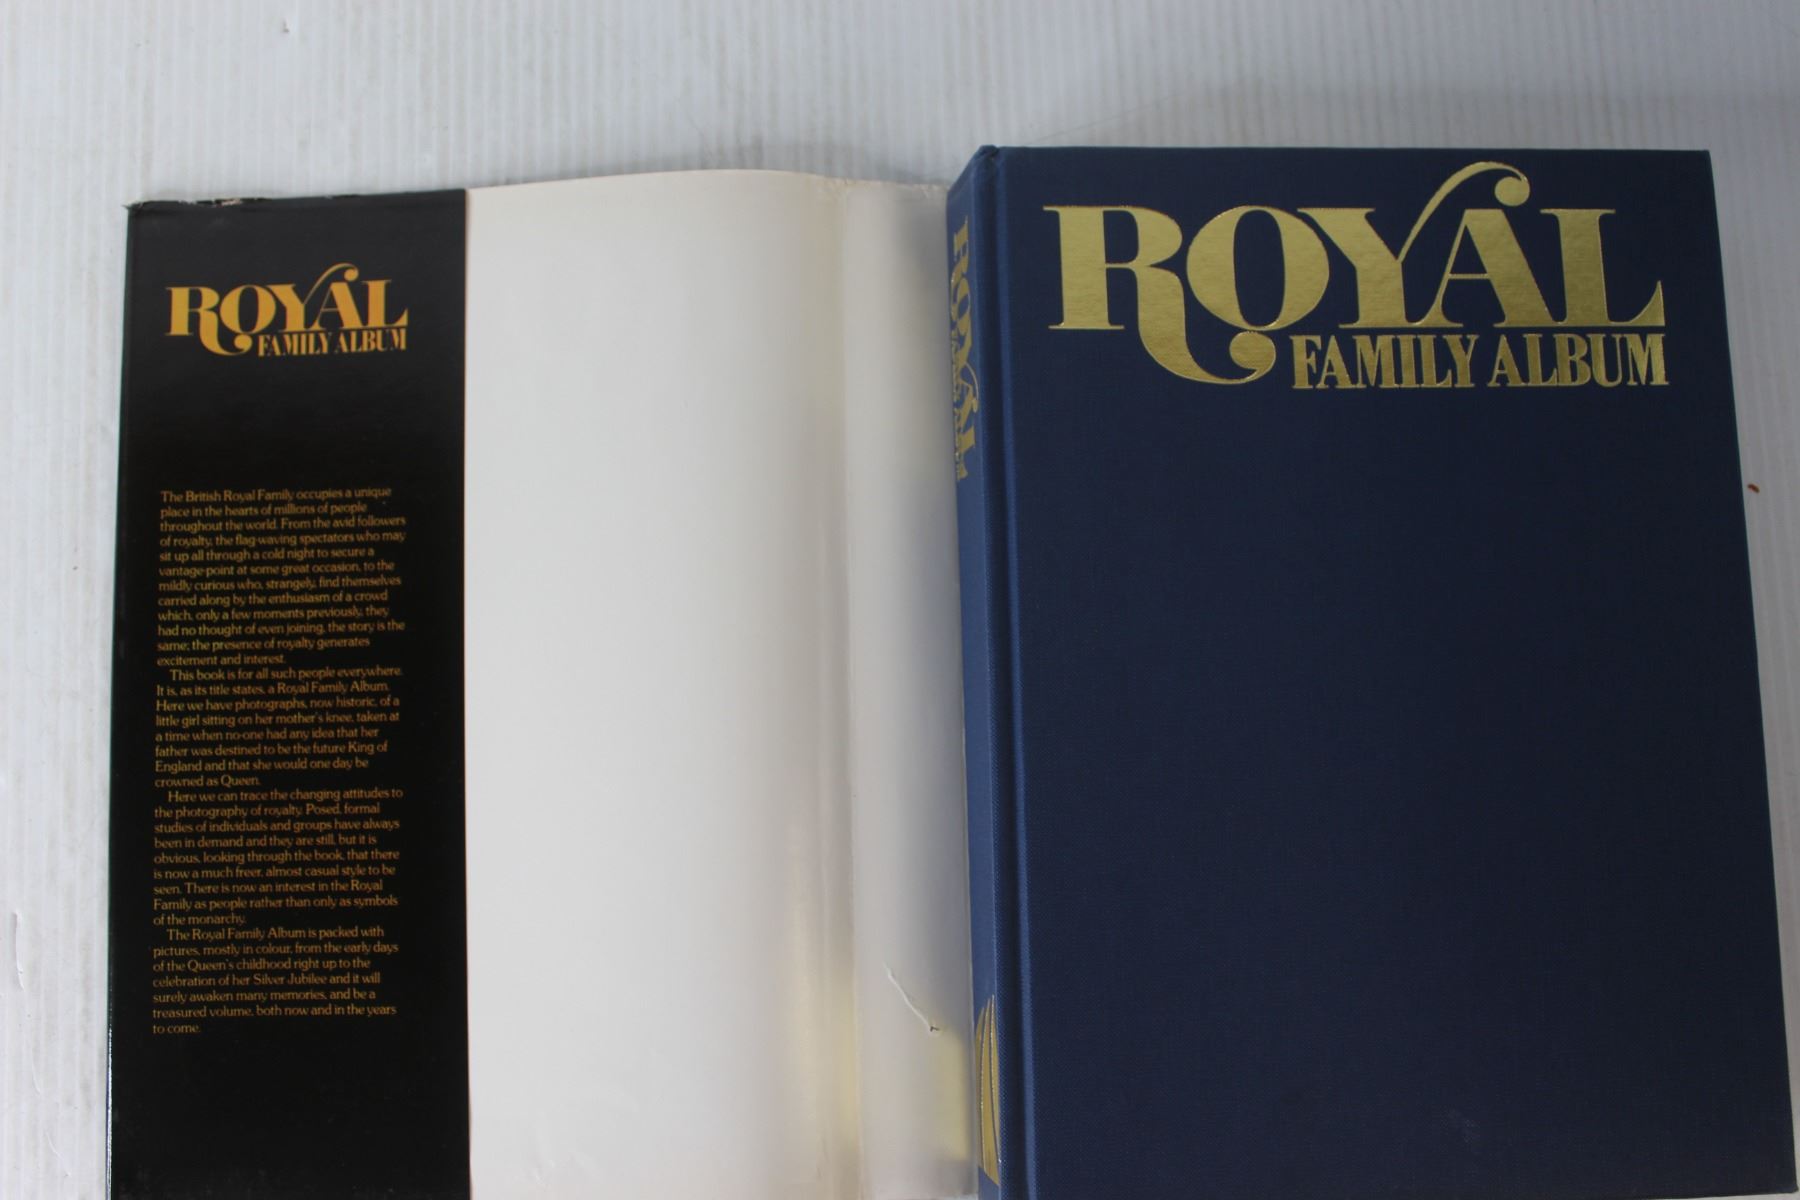 ROYAL
FAMILY ALBUM
The British Royal Family occupies a unique
place in the hearts of millions of people
throughout the world. From the avid followers
of royalty, the flag-waving spectators who may
sit up all through a cold night to secure a
vantage-point at some great occasion, to the
mildly curious who, strangely, find themselves
carried along by the enthusiasm of a crowd
which, only a few moments previously, they
had no thought of even joining, the story is the
same; the presence of royalty generates
excitement and interest.
This book is for all such people everywhere.
It is, as its title states, a Royal Family Album.
Here we have photographs, now historic, of a
little girl sitting on her mother's knee, taken at
a time when no-one had any idea that her
father was destined to be the future King of
England and that she would one day be
crowned as Queen.
Here we can trace the changing attitudes to
the photography of royalty. Posed, formal
studies of individuals and groups have always
been in demand and they are still, but it is
obvious, looking through the book, that there
is now a much freer, almost casual style to be
seen. There is now an interest in the Royal
Family as people rather than only as symbols
of the monarchy.
The Royal Family Album is packed with
pictures, mostly in colour, from the early days
of the Queen's childhood right up to the
celebration of her Silver Jubilee and it will
surely awaken many memories, and be a
treasured volume, both now and in the years
to come.
ROYAL
FAMILY ALBUM
ROYAL
FAMILY ALBUM